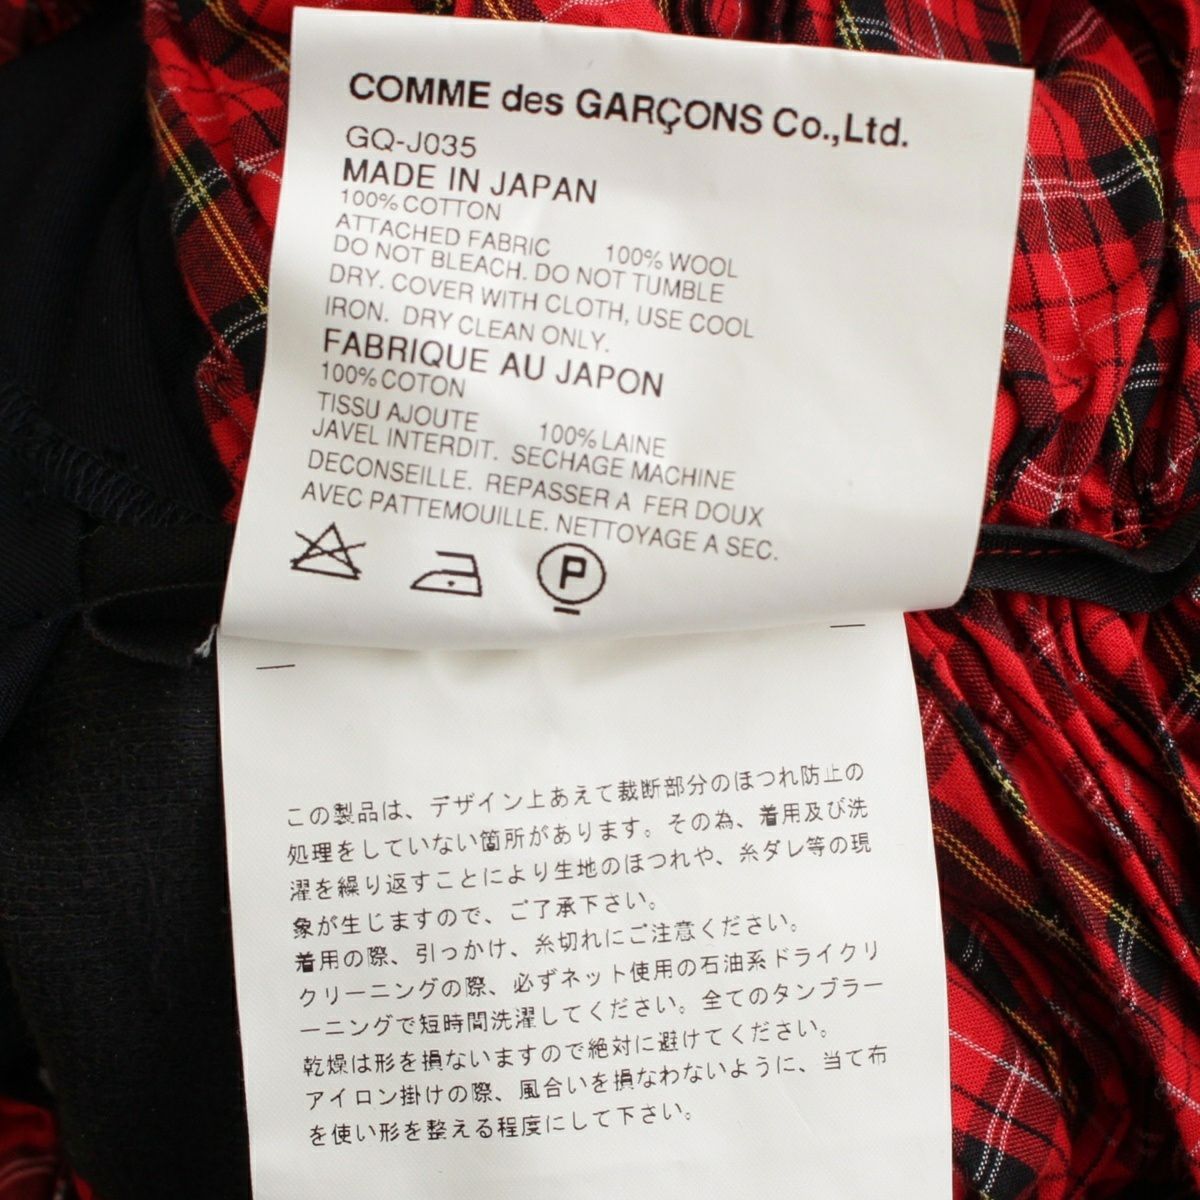 COMME des GARÇONS Co.,Ltd.
GQ-J035
MADE IN JAPAN
100% COTTON
ATTACHED FABRIC 100% WOOL
DO NOT BLEACH. DO NOT TUMBLE
DRY. COVER WITH CLOTH, USE COOL
IRON. DRY CLEAN ONLY.
FABRIQUE AU JAPON
100% COTON
TISSU AJOUTE 100% LAINE
JAVEL INTERDIT. SECHAGE MACHINE
DECONSEILLE. REPASSER A FER DOUX
AVEC PATTEMOUILLE. NETTOYAGE A SEC.
P
この製品は、デザイン上あえて裁断部分のほつれ防止の
処理をしていない箇所があります。その為、着用及び洗
濯を繰り返すことにより生地のほつれや、糸ダレ等の現
象が生じますので、ご了承下さい。
着用の際、引っかけ、糸切れにご注意ください。
クリーニングの際、必ずネット使用の石油系ドライクリ
ーニングで短時間洗濯してください。全てのタンブラー
乾燥は形を損ないますので絶対に避けてください。
アイロン掛けの際、風合いを損なわないように、当て布
を使い形を整える程度にして下さい。